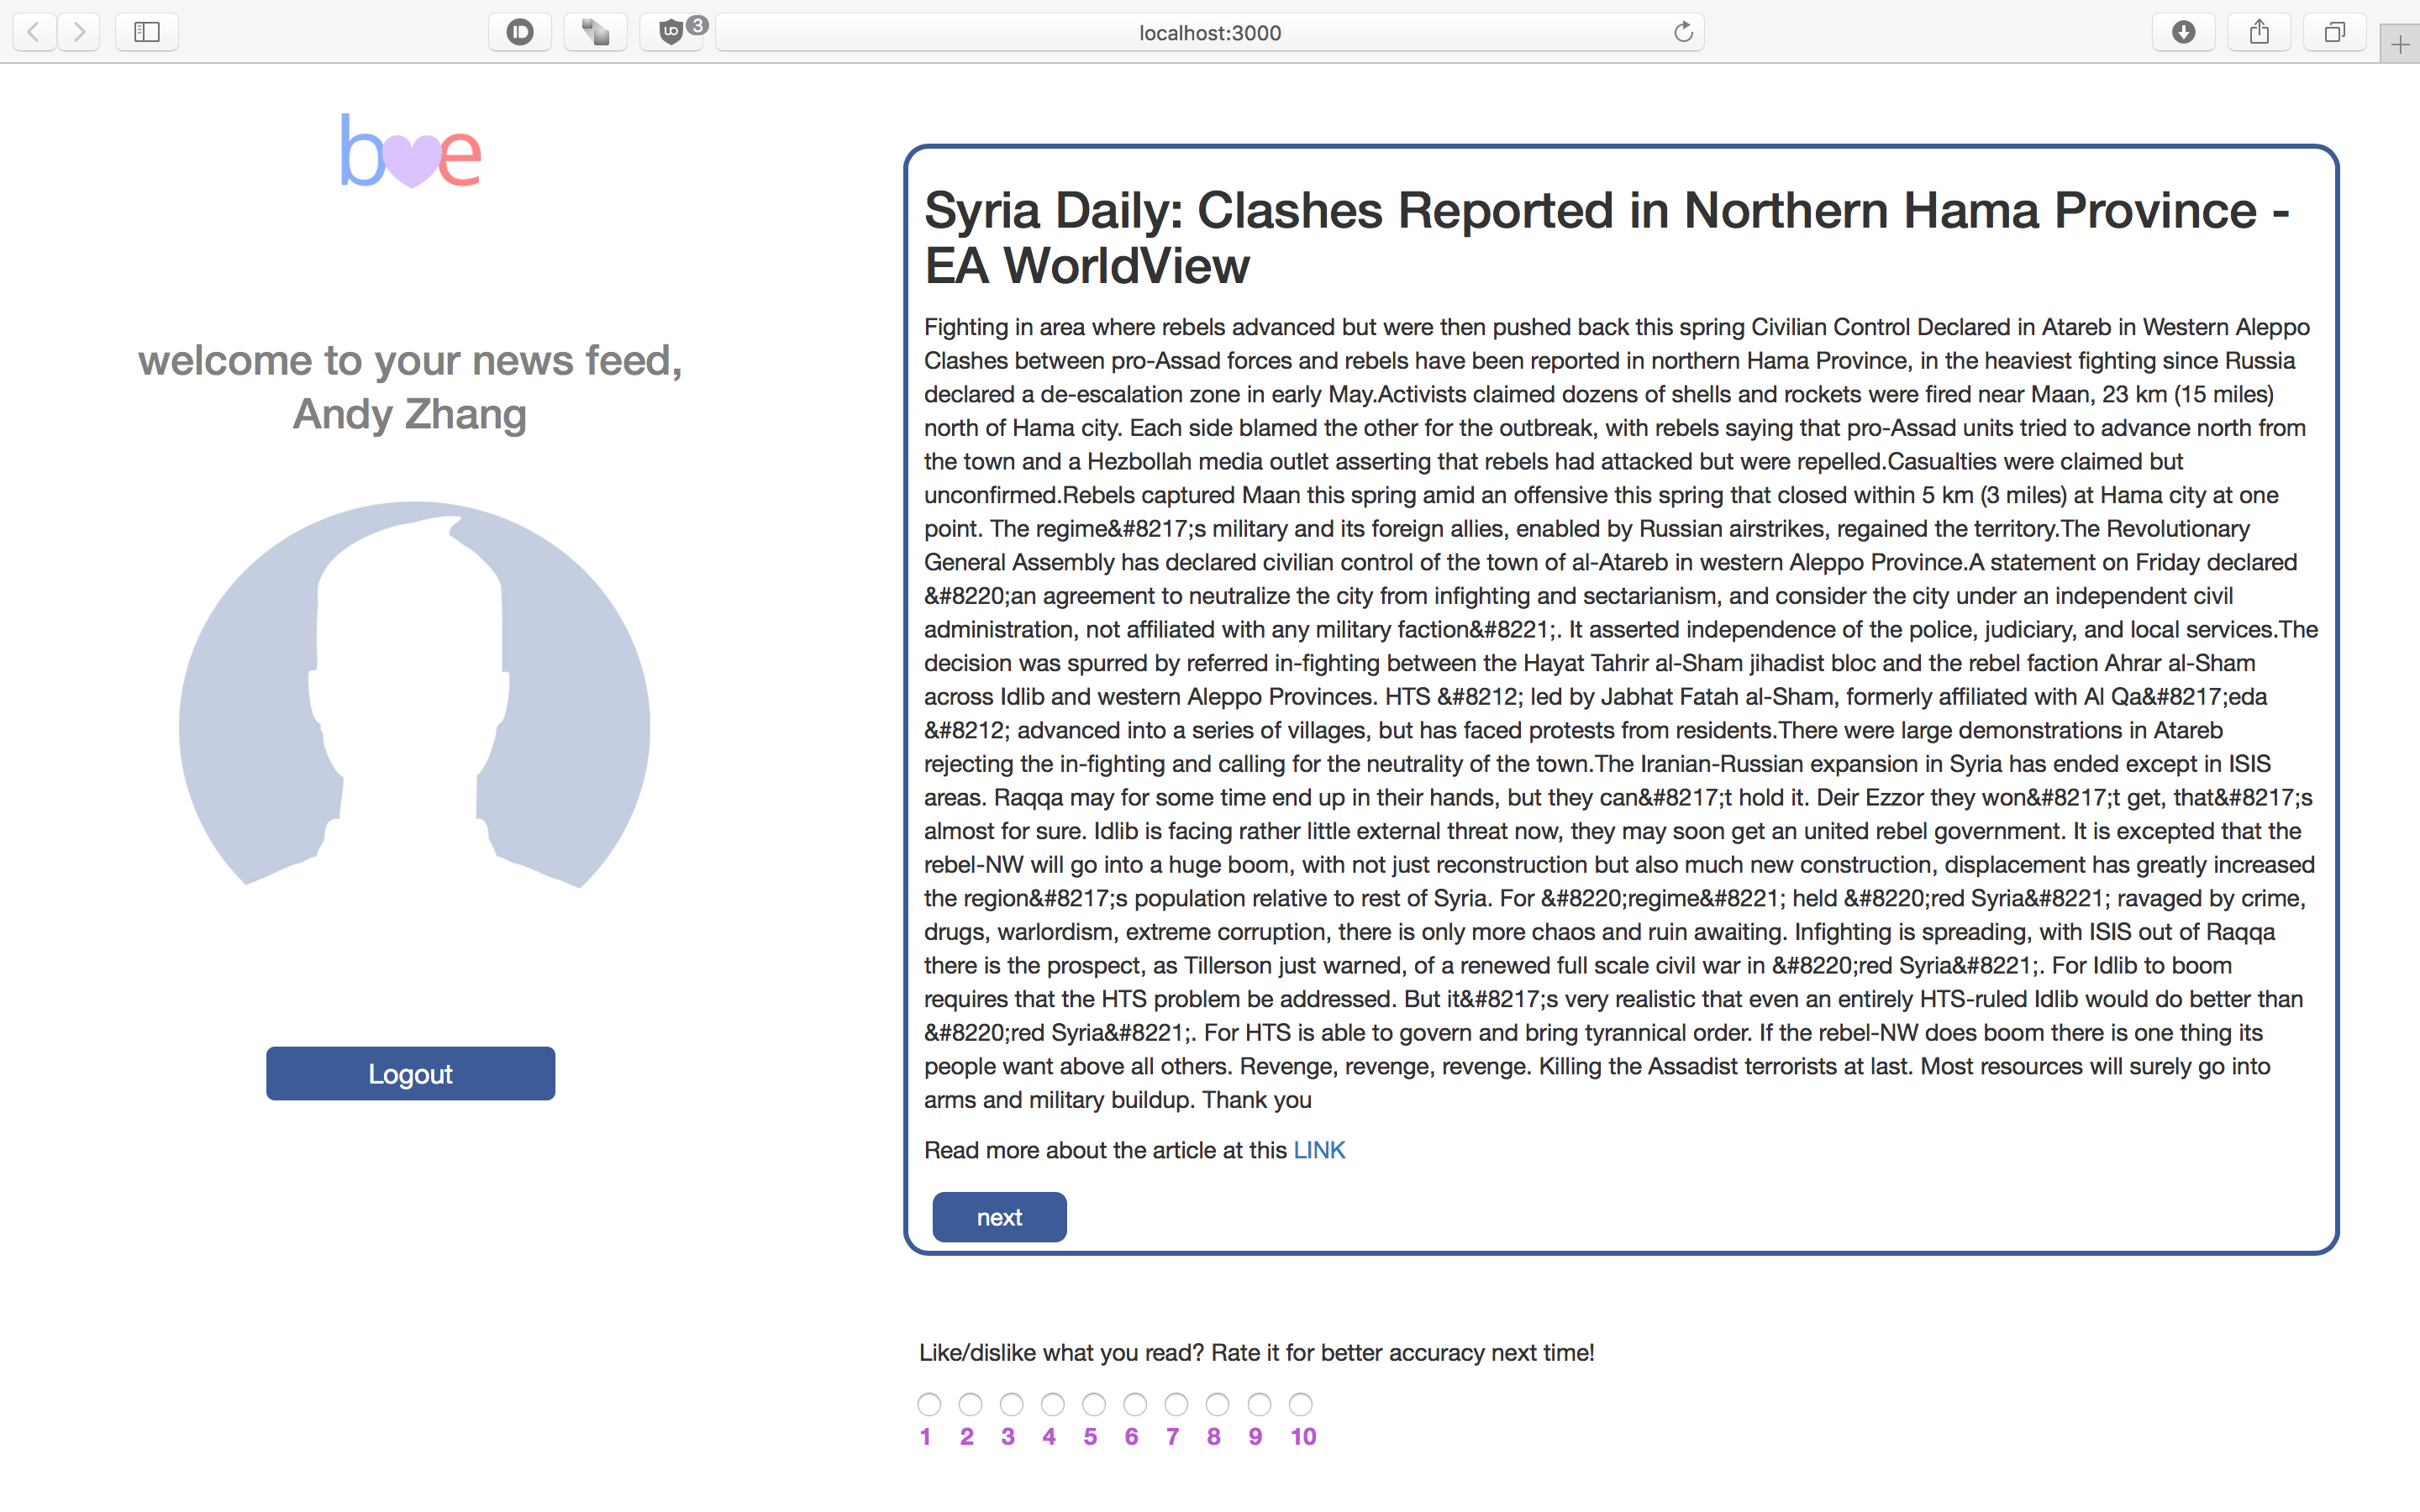 localhost:3000
3
b e
welcome to your news feed,
Andy Zhang
Logout
Syria Daily: Clashes Reported in Northern Hama Province -
EA WorldView
Fighting in area where rebels advanced but were then pushed back this spring Civilian Control Declared in Atareb in Western Aleppo
Clashes between pro-Assad forces and rebels have been reported in northern Hama Province, in the heaviest fighting since Russia
declared a de-escalation zone in early May.Activists claimed dozens of shells and rockets were fired near Maan, 23 km (15 miles)
north of Hama city. Each side blamed the other for the outbreak, with rebels saying that pro-Assad units tried to advance north from
the town and a Hezbollah media outlet asserting that rebels had attacked but were repelled.Casualties were claimed but
unconfirmed.Rebels captured Maan this spring amid an offensive this spring that closed within 5 km (3 miles) at Hama city at one
point. The regime&#8217;s military and its foreign allies, enabled by Russian airstrikes, regained the territory.The Revolutionary
General Assembly has declared civilian control of the town of al-Atareb in western Aleppo Province.A statement on Friday declared
&#8220;an agreement to neutralize the city from infighting and sectarianism, and consider the city under an independent civil
administration, not affiliated with any military faction&#8221;. It asserted independence of the police, judiciary, and local services.The
decision was spurred by referred in-fighting between the Hayat Tahrir al-Sham jihadist bloc and the rebel faction Ahrar al-Sham
across Idlib and western Aleppo Provinces. HTS &#8212; led by Jabhat Fatah al-Sham, formerly affiliated with Al Qa&#8217;eda
&#8212; advanced into a series of villages, but has faced protests from residents.There were large demonstrations in Atareb
rejecting the in-fighting and calling for the neutrality of the town.The Iranian-Russian expansion in Syria has ended except in ISIS
areas. Raqqa may for some time end up in their hands, but they can&#8217;t hold it. Deir Ezzor they won&#8217;t get, that&#8217;s
almost for sure. Idlib is facing rather little external threat now, they may soon get an united rebel government. It is excepted that the
rebel-NW will go into a huge boom, with not just reconstruction but also much new construction, displacement has greatly increased
the region&#8217;s population relative to rest of Syria. For &#8220;regime&#8221; held &#8220;red Syria&#8221; ravaged by crime,
drugs, warlordism, extreme corruption, there is only more chaos and ruin awaiting. Infighting is spreading, with ISIS out of Raqqa
there is the prospect, as Tillerson just warned, of a renewed full scale civil war in &#8220;red Syria&#8221;. For Idlib to boom
requires that the HTS problem be addressed. But it&#8217;s very realistic that even an entirely HTS-ruled Idlib would do better than
&#8220;red Syria&#8221;. For HTS is able to govern and bring tyrannical order. If the rebel-NW does boom there is one thing its
people want above all others. Revenge, revenge, revenge. Killing the Assadist terrorists at last. Most resources will surely go into
arms and military buildup. Thank you
Read more about the article at this LINK
next
Like/dislike what you read? Rate it for better accuracy next time!
1 2 3 4 5 6 7 8 9 10